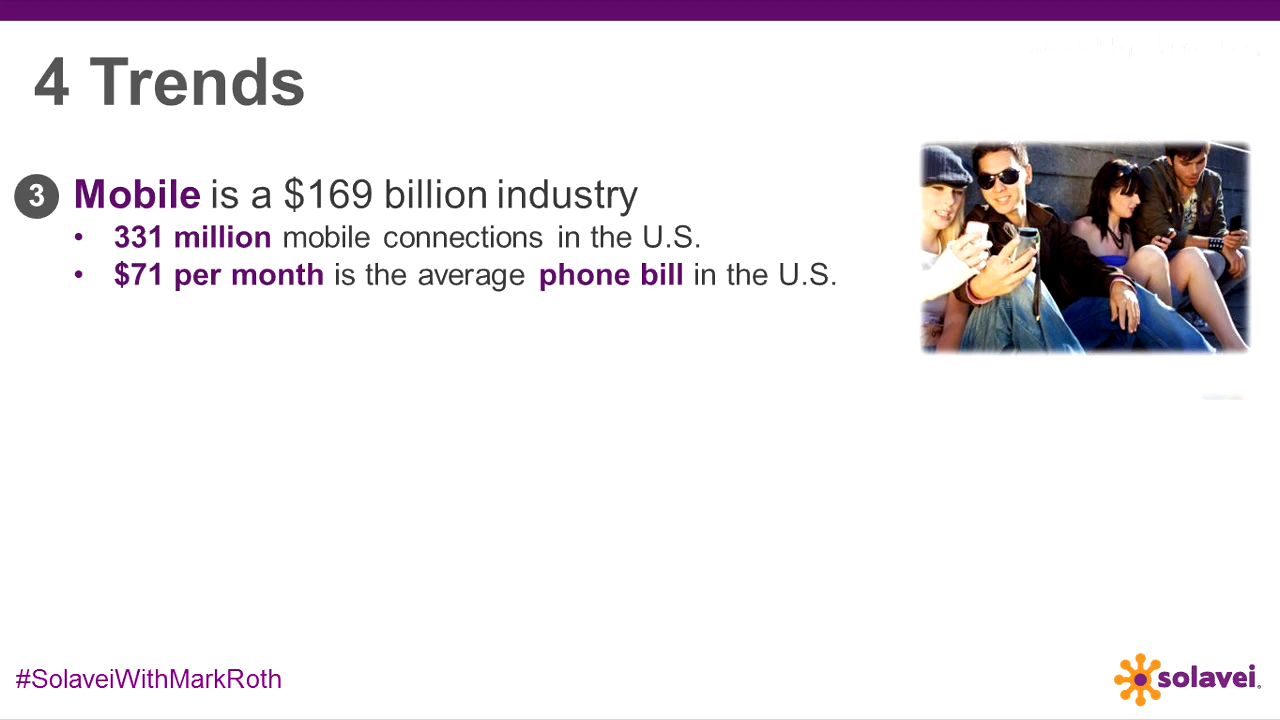 4 Trends
3 Mobile is a $169 billion industry
• 331 million mobile connections in the U.S.
• $71 per month is the average phone bill in the U.S.
#SolaveiWithMarkRoth
solavei